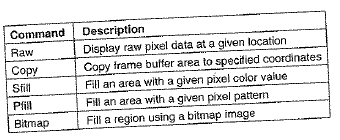 Command Description
Raw Display raw pixel data at a given location
Copy Copy frame buffer area to specified coordinates
Sfill Fill an area with a given pixel color value
Pfill Fill an area with a given pixel pattern
Bitmap Fill a region using a bitmap image